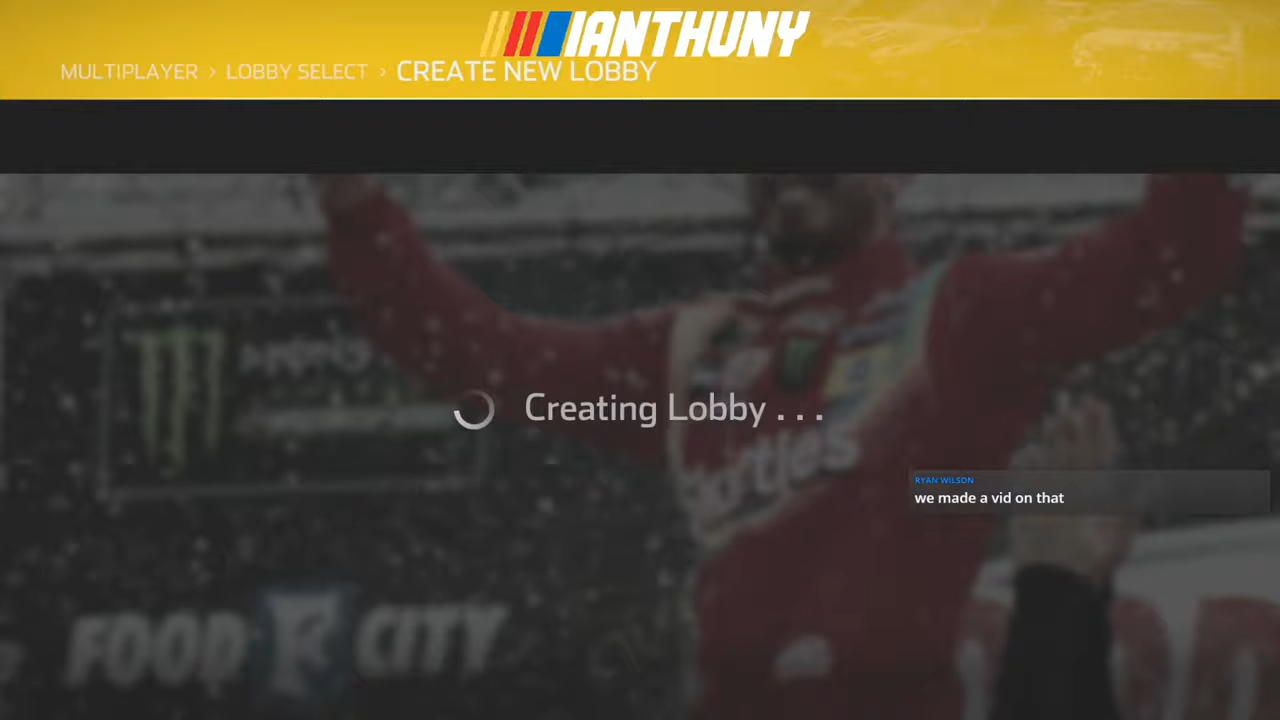 IANTHUNY
MULTIPLAYER › LOBBY SELECT › CREATE NEW LOBBY
Creating Lobby . . .
RYAN WILSON
we made a vid on that
FOOD CITY